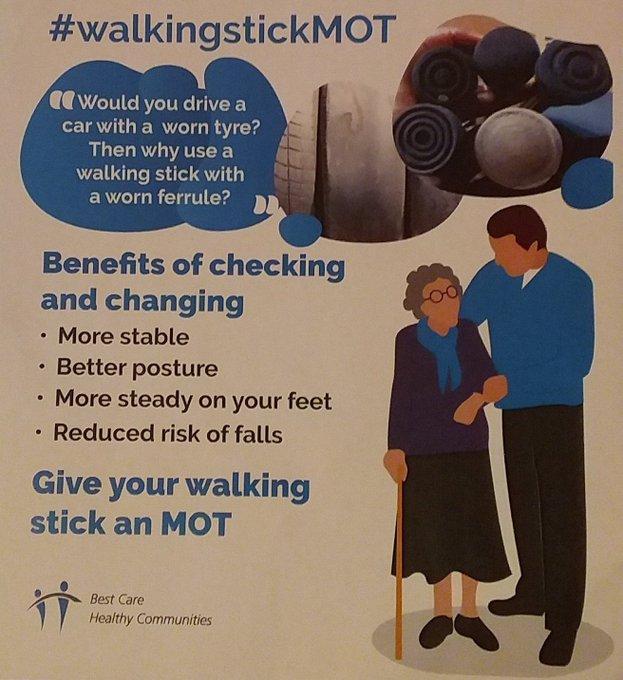 #walkingstickMOT
“Would you drive a
car with a worn tyre?
Then why use a
walking stick with
a worn ferrule?”
Benefits of checking
and changing
• More stable
• Better posture
• More steady on your feet
• Reduced risk of falls
Give your walking
stick an MOT
Best Care
Healthy Communities